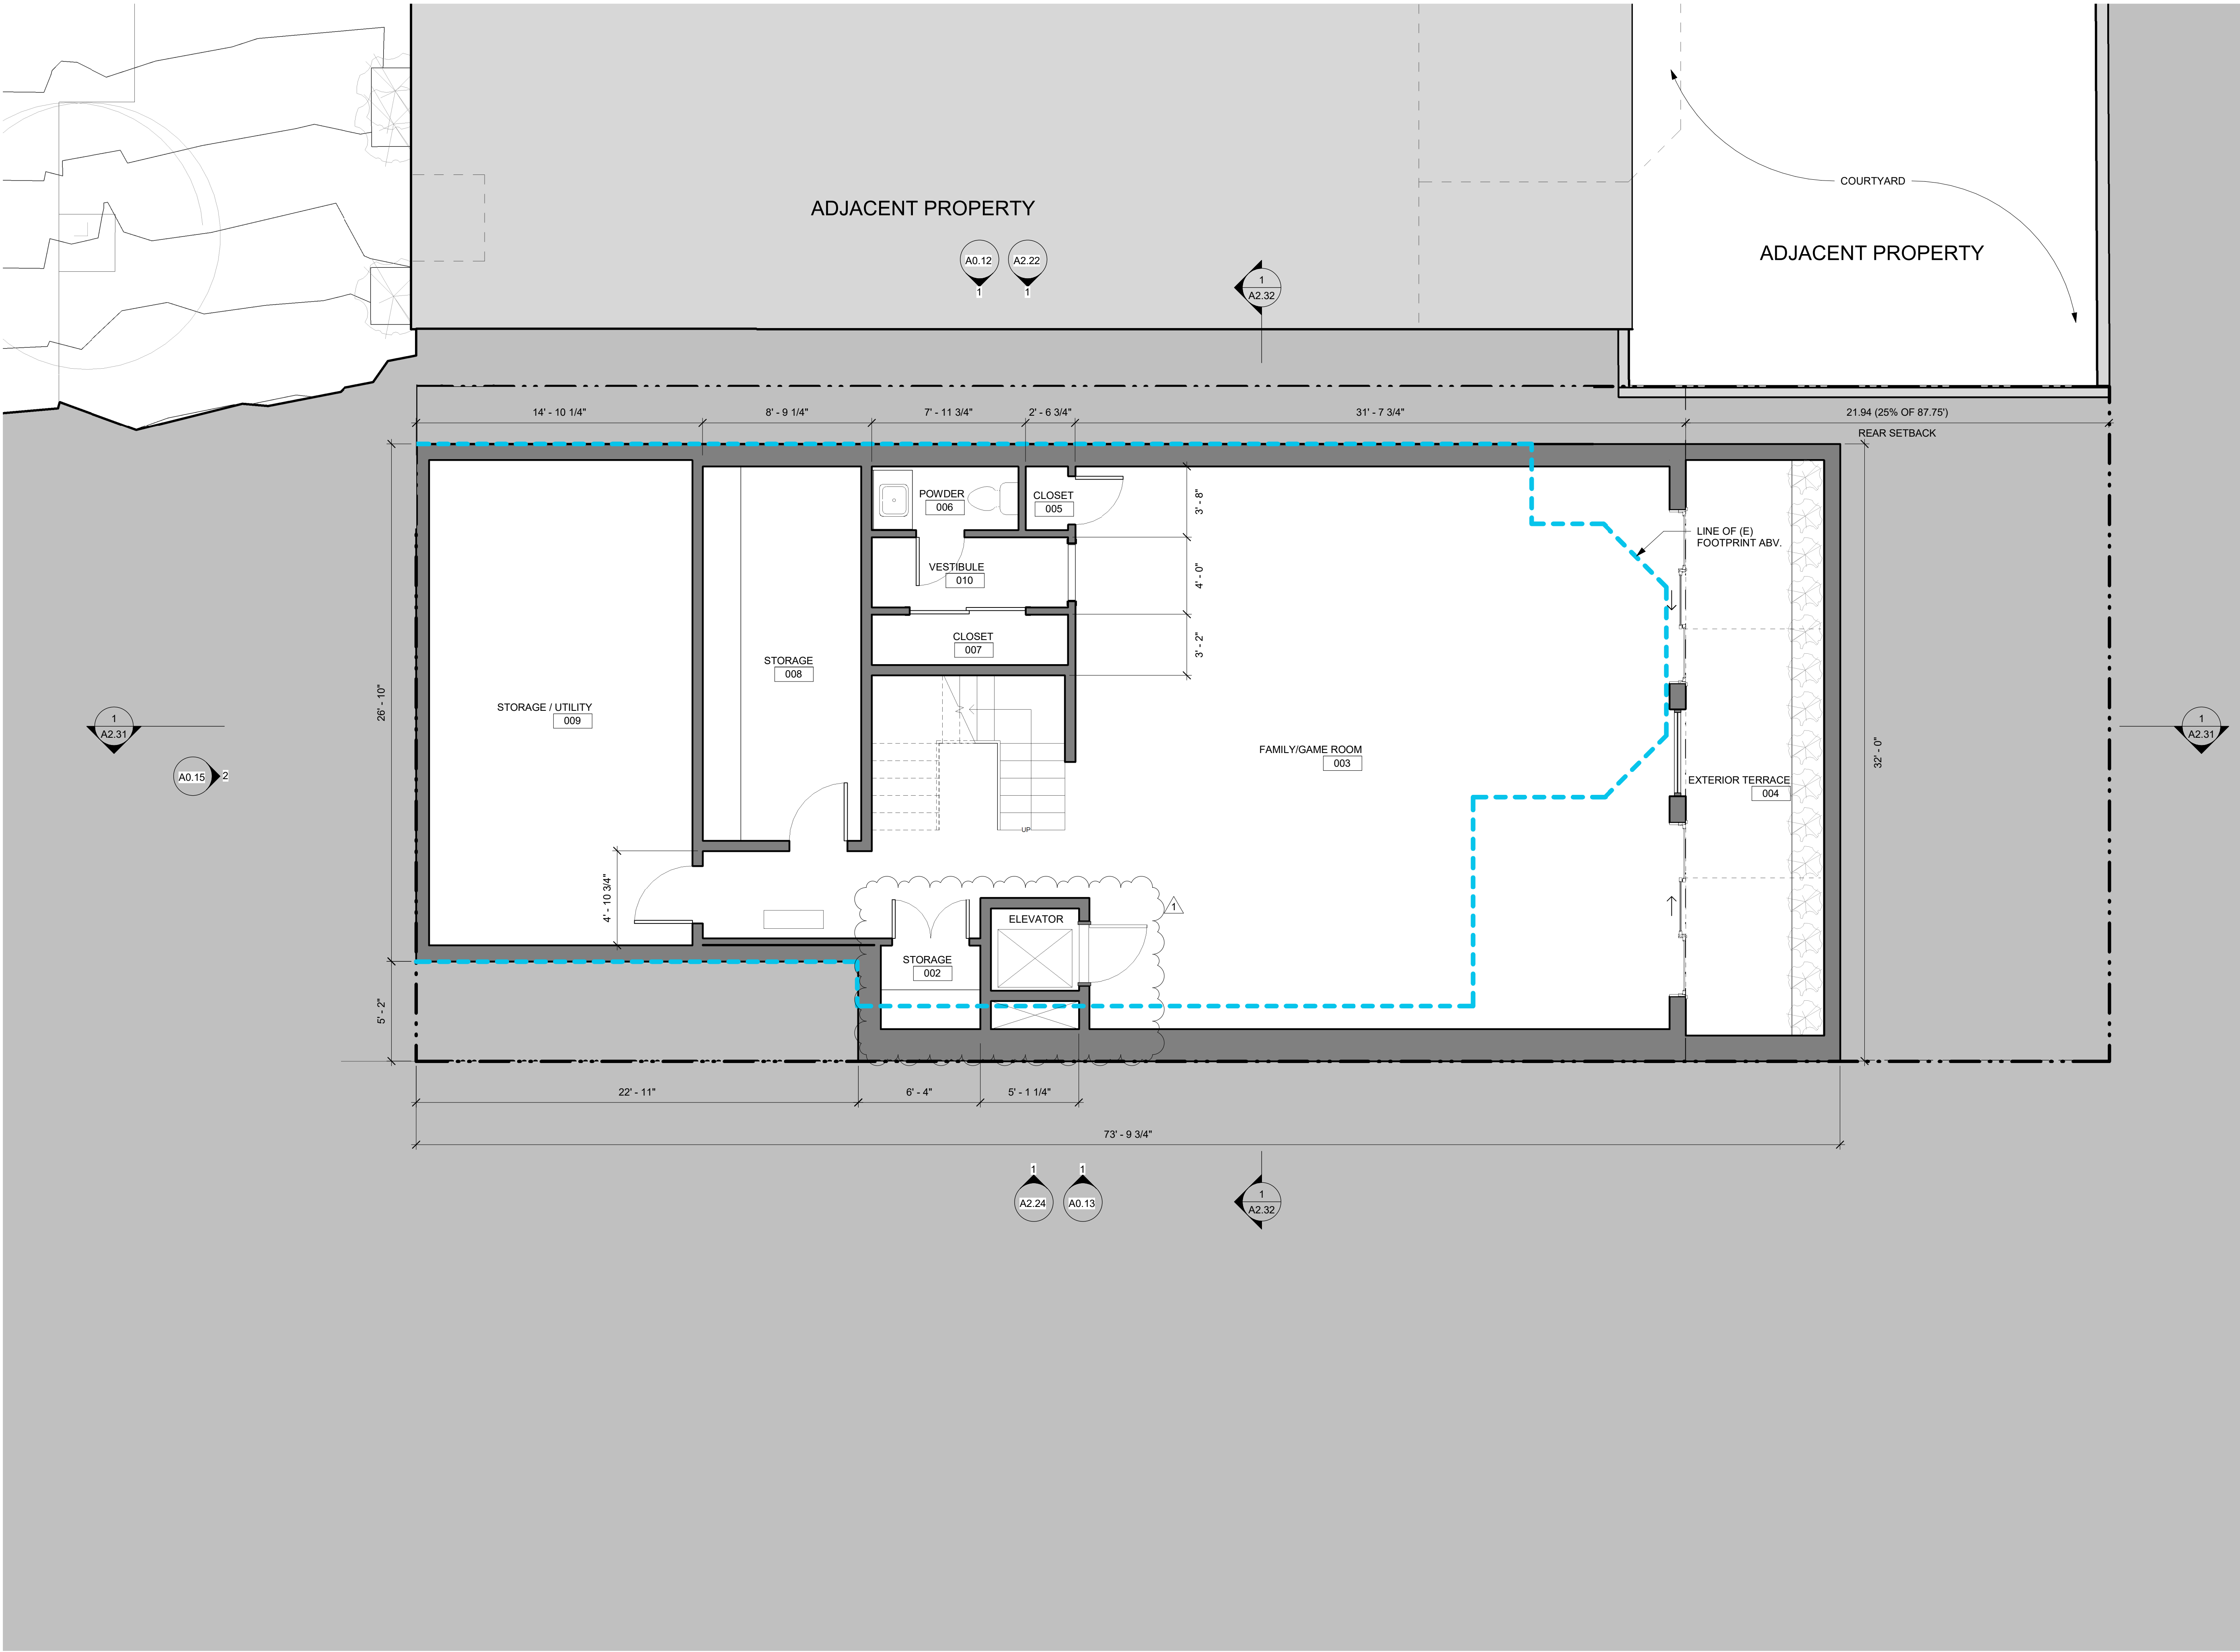 COURTYARD
ADJACENT PROPERTY
ADJACENT PROPERTY
A0.12
1
A2.22
1
1
A2.32
14' - 10 1/4"
8' - 9 1/4"
7' - 11 3/4"
2' - 6 3/4"
31' - 7 3/4"
21.94 (25% OF 87.75')
REAR SETBACK
POWDER
006
CLOSET
005
3' - 8"
LINE OF (E)
FOOTPRINT ABV.
VESTIBULE
010
4' - 0"
CLOSET
007
3' - 2"
STORAGE
008
STORAGE / UTILITY
009
26' - 10"
1
A2.31
A0.15
2
FAMILY/GAME ROOM
003
EXTERIOR TERRACE
004
32' - 0"
1
A2.31
UP
4' - 10 3/4"
ELEVATOR
1
STORAGE
002
5' - 2"
22' - 11"
6' - 4"
5' - 1 1/4"
73' - 9 3/4"
1
A2.24
1
A0.13
1
A2.32